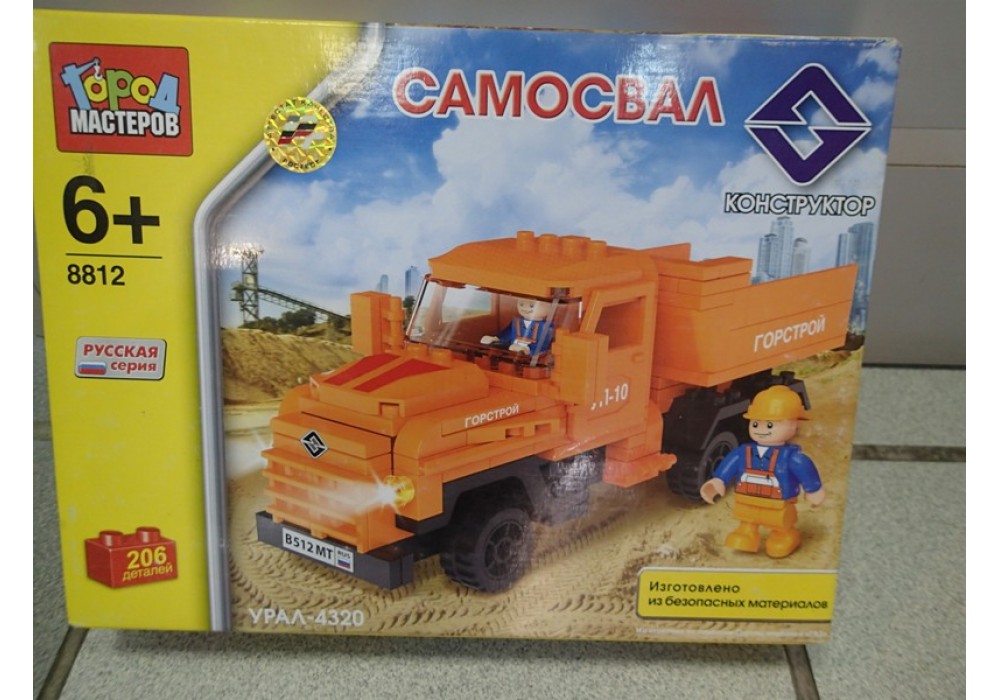 ГОРОД
МАСТЕРОВ
6+
8812
РУССКАЯ
серия
206
деталей
САМОСВАЛ
КОНСТРУКТОР
ГОРСТРОЙ
ГОРСТРОЙ
В512МТ
RUS
УРАЛ-4320
Изготовлено
из безопасных материалов